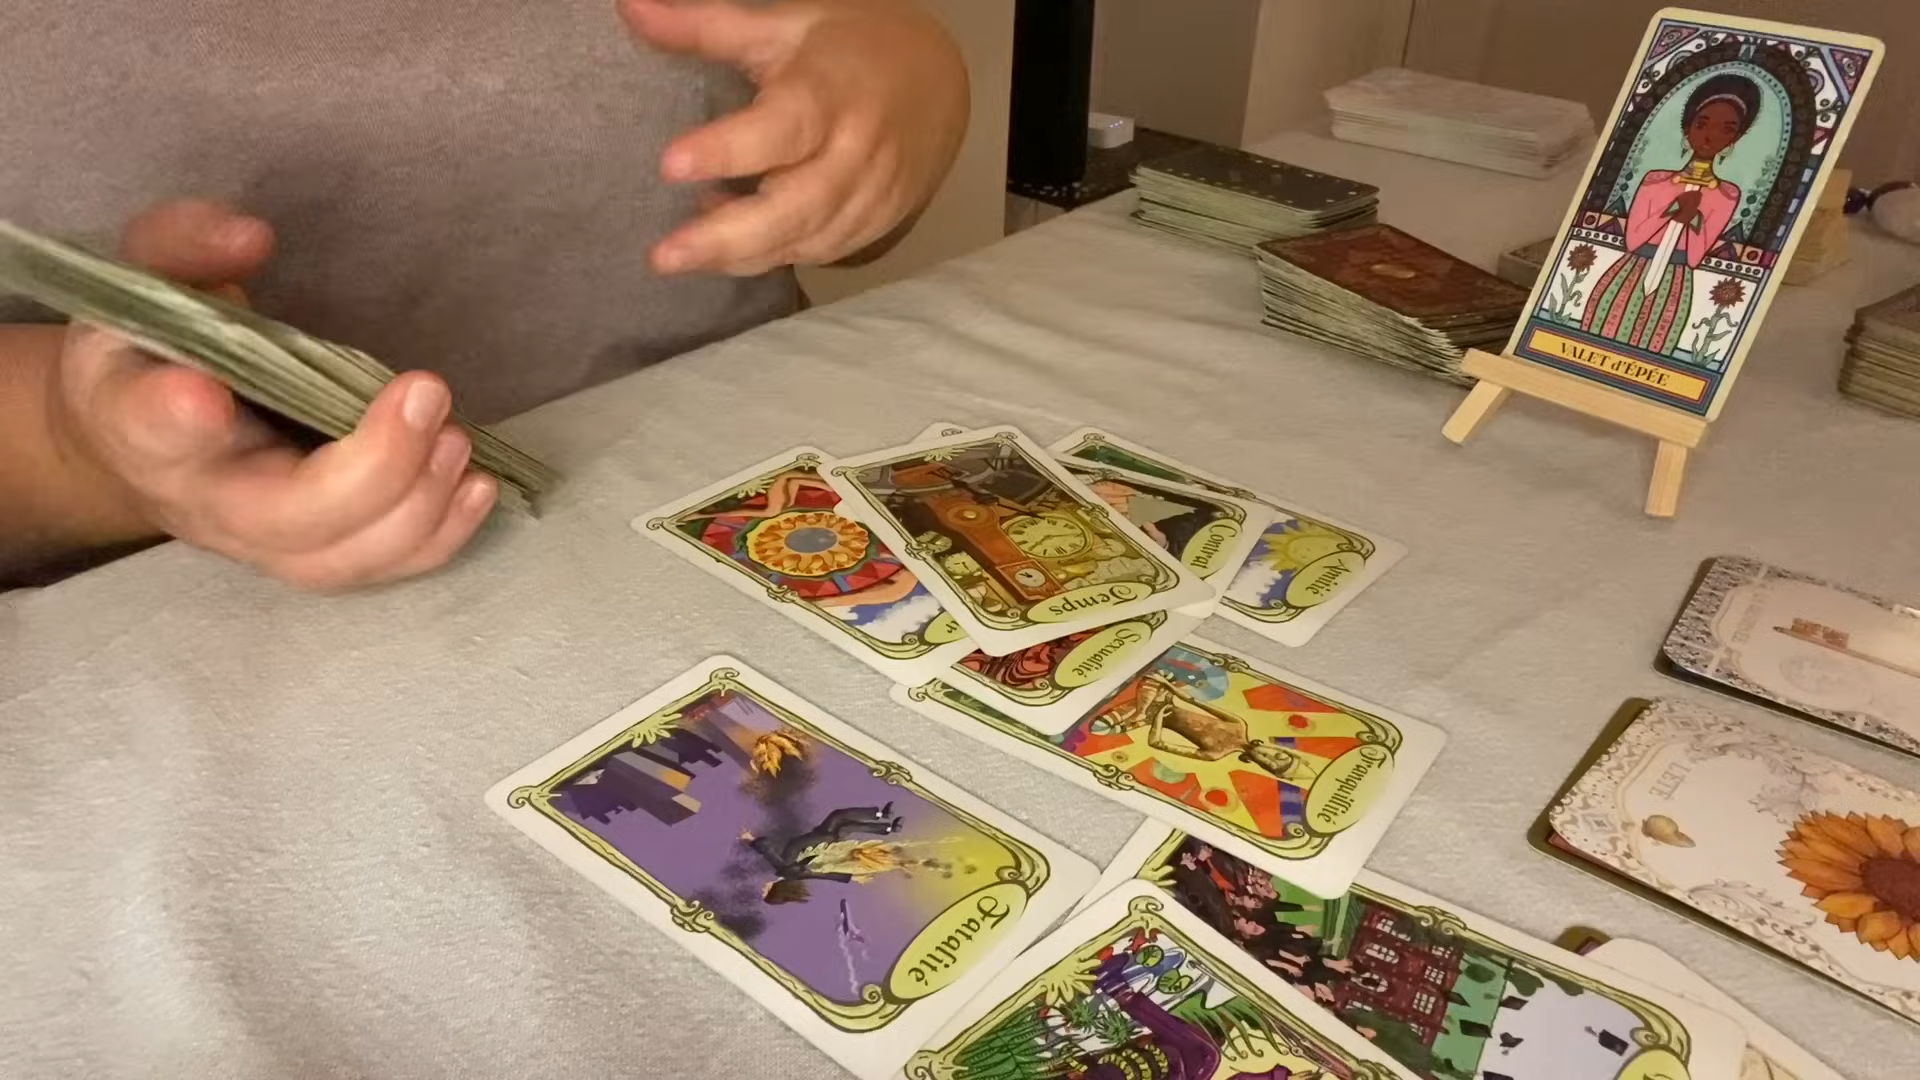 VALET d'ÉPÉE
Contrat
Amitié
Temps
Sexualité
Tranquillité
Fatalité
L'ÉTÉ